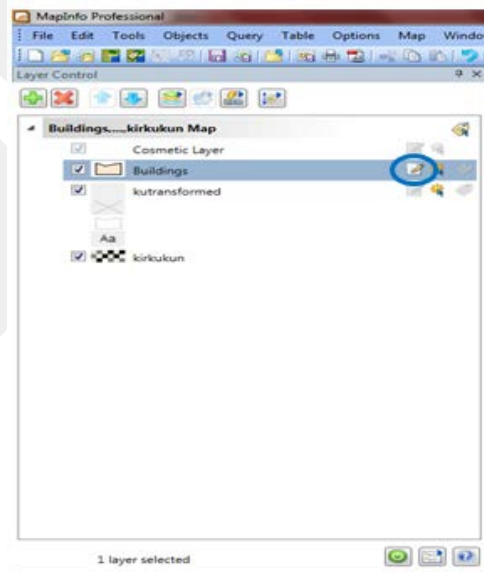 MapInfo Professional
File Edit Tools Objects Query Table Options Map Windo
Layer Control
Buildings,...,kirkukun Map
Cosmetic Layer
Buildings
kutransformed
Aa
kirkukun
1 layer selected